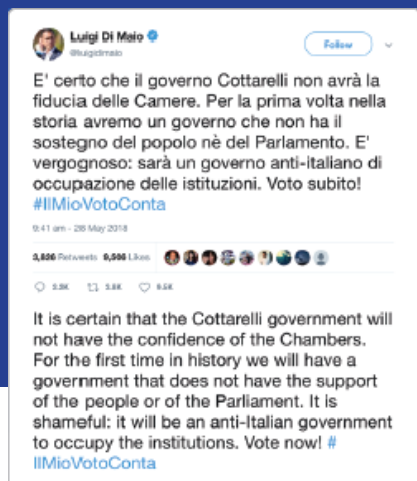 Luigi Di Maio
@luigidimaio
Follow
E' certo che il governo Cottarelli non avrà la
fiducia delle Camere. Per la prima volta nella
storia avremo un governo che non ha il
sostegno del popolo nè del Parlamento. E'
vergognoso: sarà un governo anti-italiano di
occupazione delle istituzioni. Voto subito!
#IlMioVotoConta
9:41 am - 28 May 2018
Retweets Likes
It is certain that the Cottarelli government will
not have the confidence of the Chambers.
For the first time in history we will have a
government that does not have the support
of the people or of the Parliament. It is
shameful: it will be an anti-Italian government
to occupy the institutions. Vote now! #
IlMioVotoConta